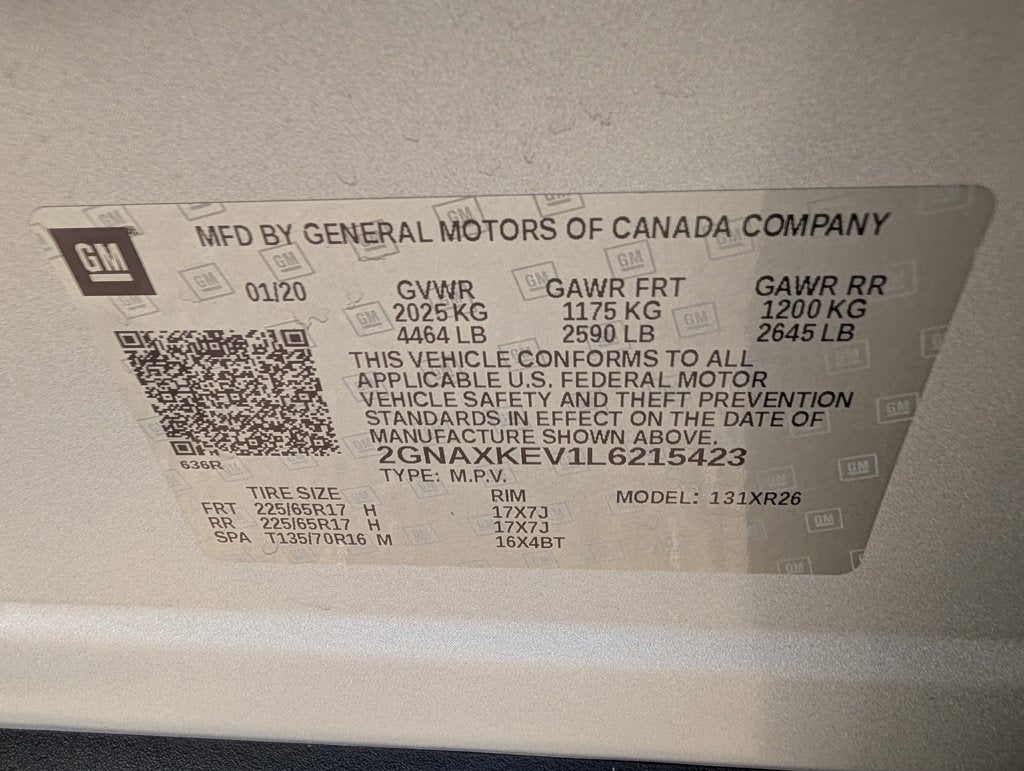 GM
MFD BY GENERAL MOTORS OF CANADA COMPANY
01/20
GVWR GAWR FRT GAWR RR
2025 KG 1175 KG 1200 KG
4464 LB 2590 LB 2645 LB
THIS VEHICLE CONFORMS TO ALL
APPLICABLE U.S. FEDERAL MOTOR
VEHICLE SAFETY AND THEFT PREVENTION
STANDARDS IN EFFECT ON THE DATE OF
MANUFACTURE SHOWN ABOVE.
2GNAXKEV1L6215423
636R
TYPE: M.P.V.
TIRE SIZE RIM MODEL: 131XR26
FRT 225/65R17 H 17X7J
RR 225/65R17 H 17X7J
SPA T135/70R16 M 16X4BT